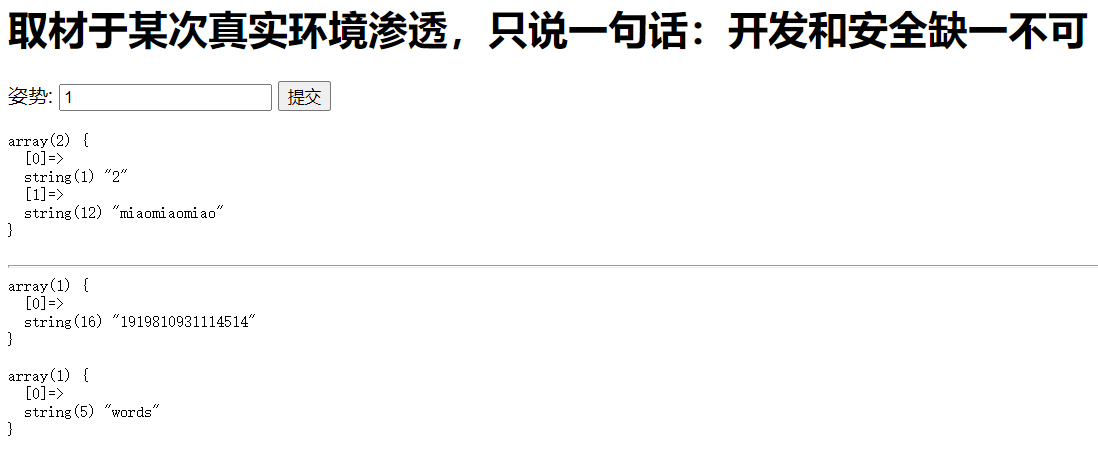 取材于某次真实环境渗透，只说一句话：开发和安全缺一不可
姿势: 1 提交
array(2) {
  [0]=>
  string(1) "2"
  [1]=>
  string(12) "miaomiaomiao"
}
array(1) {
  [0]=>
  string(16) "1919810931114514"
}
array(1) {
  [0]=>
  string(5) "words"
}